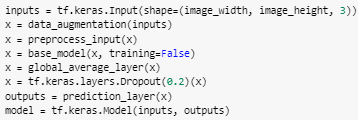 inputs = tf.keras.Input(shape=(image_width, image_height, 3))
x = data_augmentation(inputs)
x = preprocess_input(x)
x = base_model(x, training=False)
x = global_average_layer(x)
x = tf.keras.layers.Dropout(0.2)(x)
outputs = prediction_layer(x)
model = tf.keras.Model(inputs, outputs)